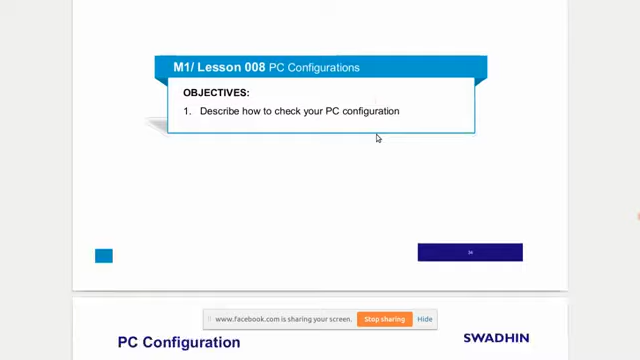 M1/ Lesson 008 PC Configurations
OBJECTIVES:
1. Describe how to check your PC configuration
34
www.facebook.com is sharing your screen. Stop sharing Hide
PC Configuration
SWADHIN